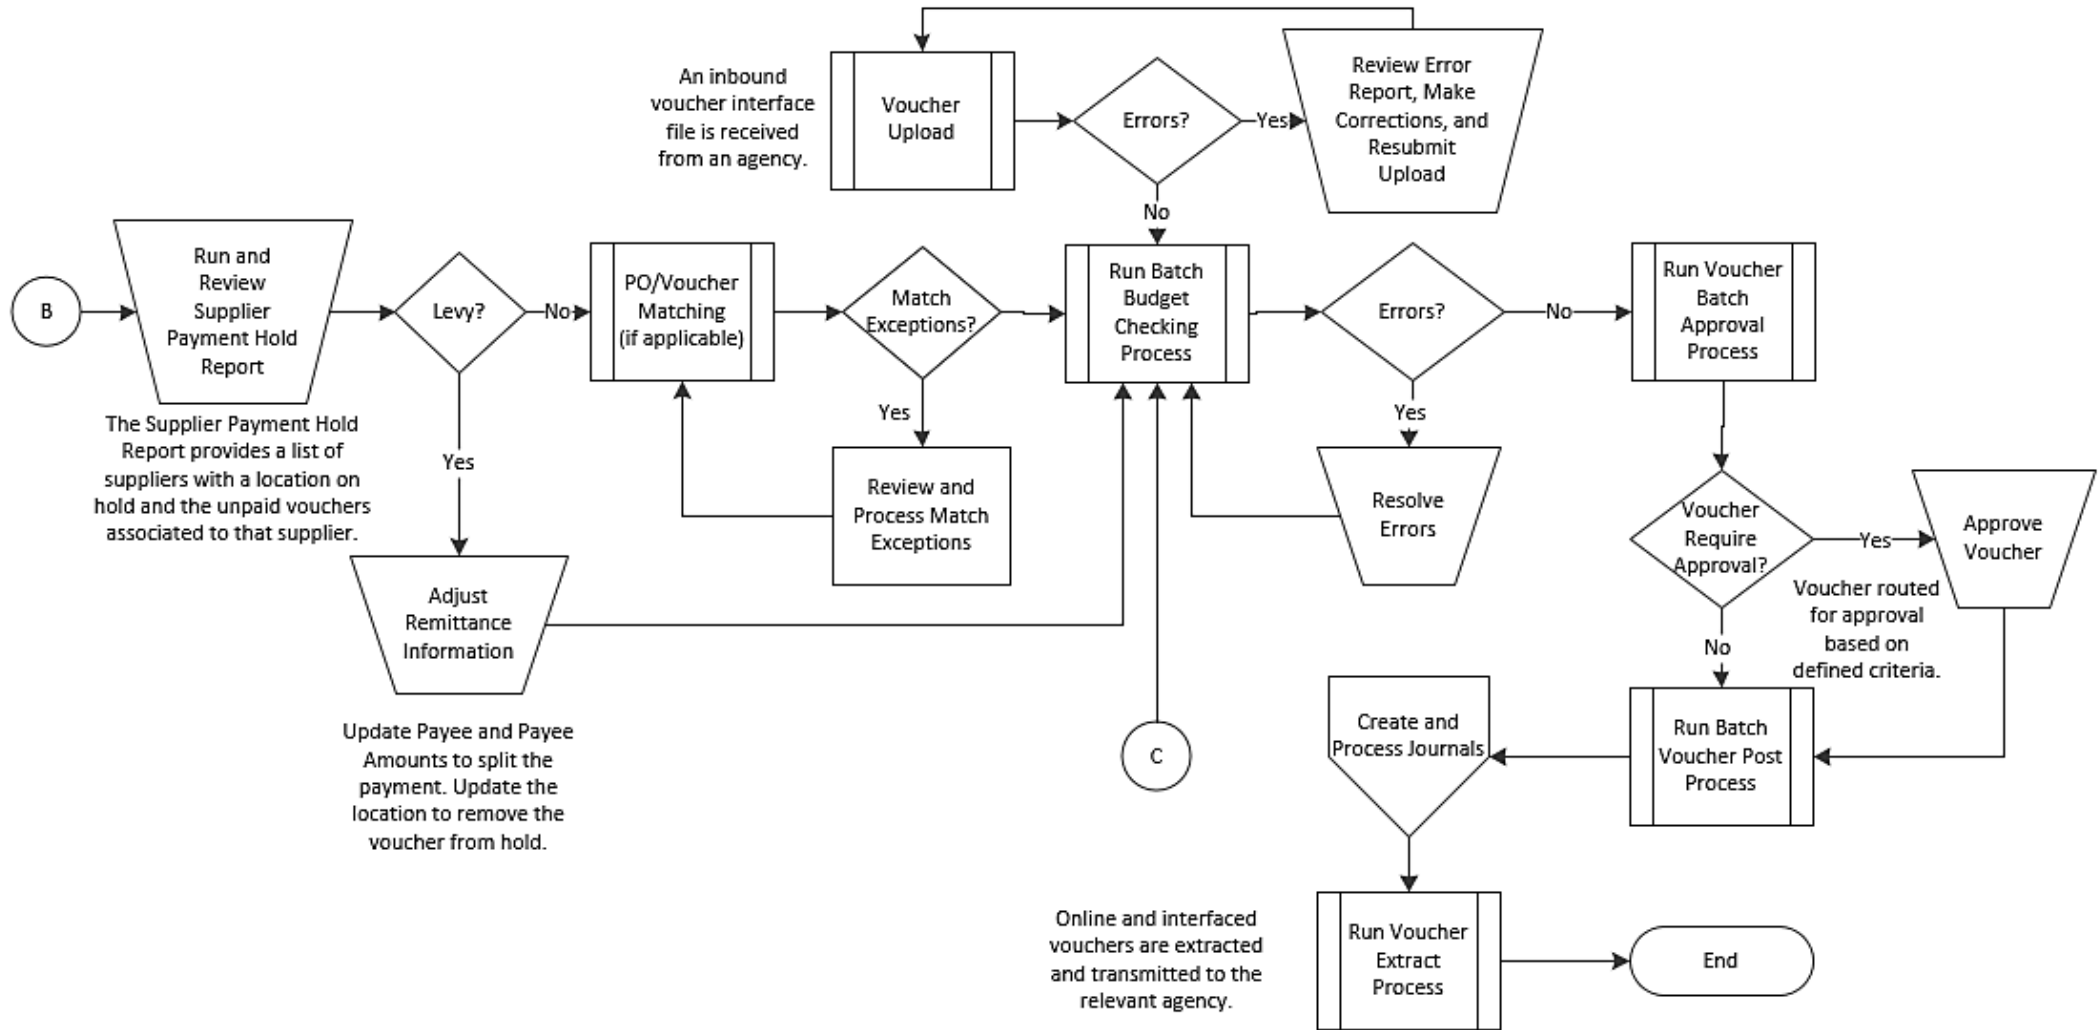 An inbound
voucher interface
file is received
from an agency.
Voucher
Upload
Errors?
Yes
Review Error
Report, Make
Corrections, and
Resubmit
Upload
No
B
Run and
Review
Supplier
Payment Hold
Report
The Supplier Payment Hold
Report provides a list of
suppliers with a location on
hold and the unpaid vouchers
associated to that supplier.
Levy?
No
Yes
Adjust
Remittance
Information
Update Payee and Payee
Amounts to split the
payment. Update the
location to remove the
voucher from hold.
PO/Voucher
Matching
(if applicable)
Match
Exceptions?
Yes
Review and
Process Match
Exceptions
Run Batch
Budget
Checking
Process
C
Errors?
No
Yes
Resolve
Errors
Run Voucher
Batch
Approval
Process
Voucher
Require
Approval?
Yes
Approve
Voucher
Voucher routed
for approval
based on
defined criteria.
No
Run Batch
Voucher Post
Process
Create and
Process Journals
Online and interfaced
vouchers are extracted
and transmitted to the
relevant agency.
Run Voucher
Extract
Process
End